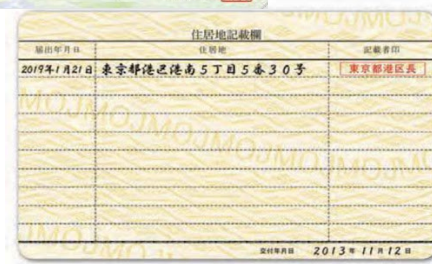 住居地記載欄
届出年月日 住居地 記載者印
2019年1月21日 東京都港区港南5丁目5番30号 東京都港区長
MOJMOJMOJMOJ
交付年月日 2013年11月12日